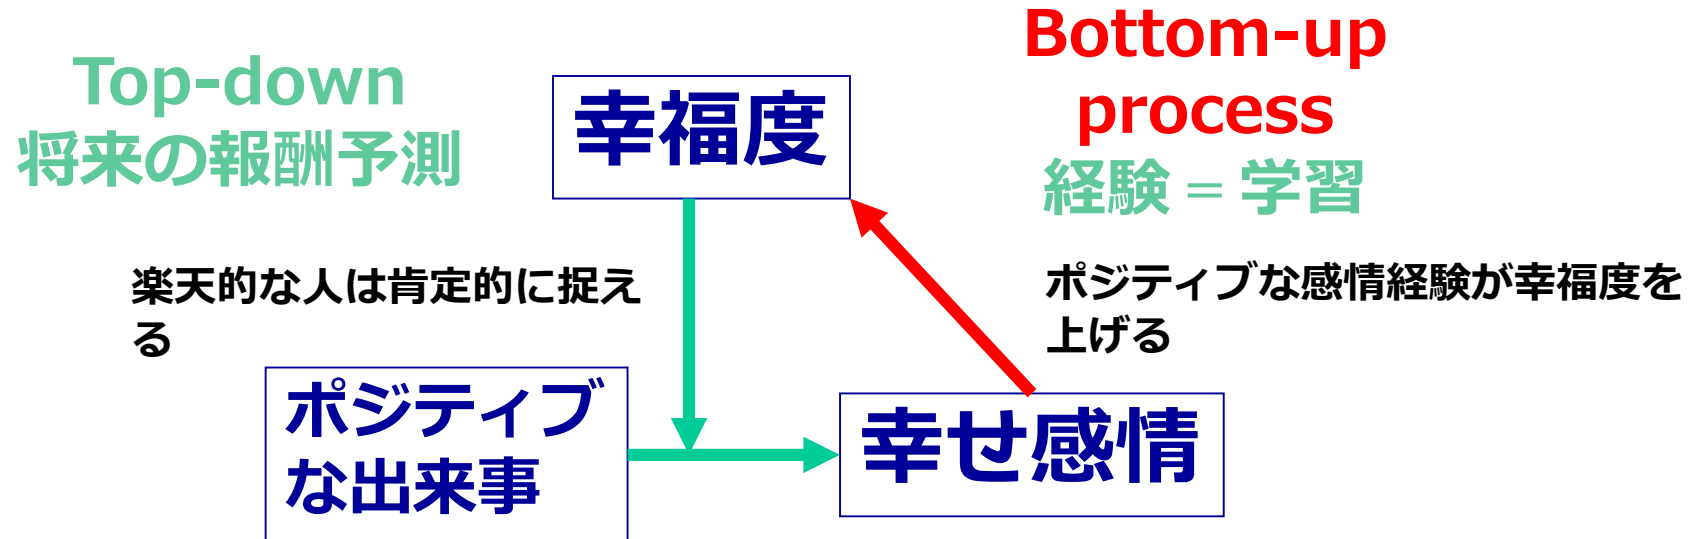 Top-down
将来の報酬予測
幸福度
Bottom-up
process
経験 = 学習
楽天的な人は肯定的に捉え
る
ポジティブな感情経験が幸福度を
上げる
ポジティブ
な出来事
幸せ感情